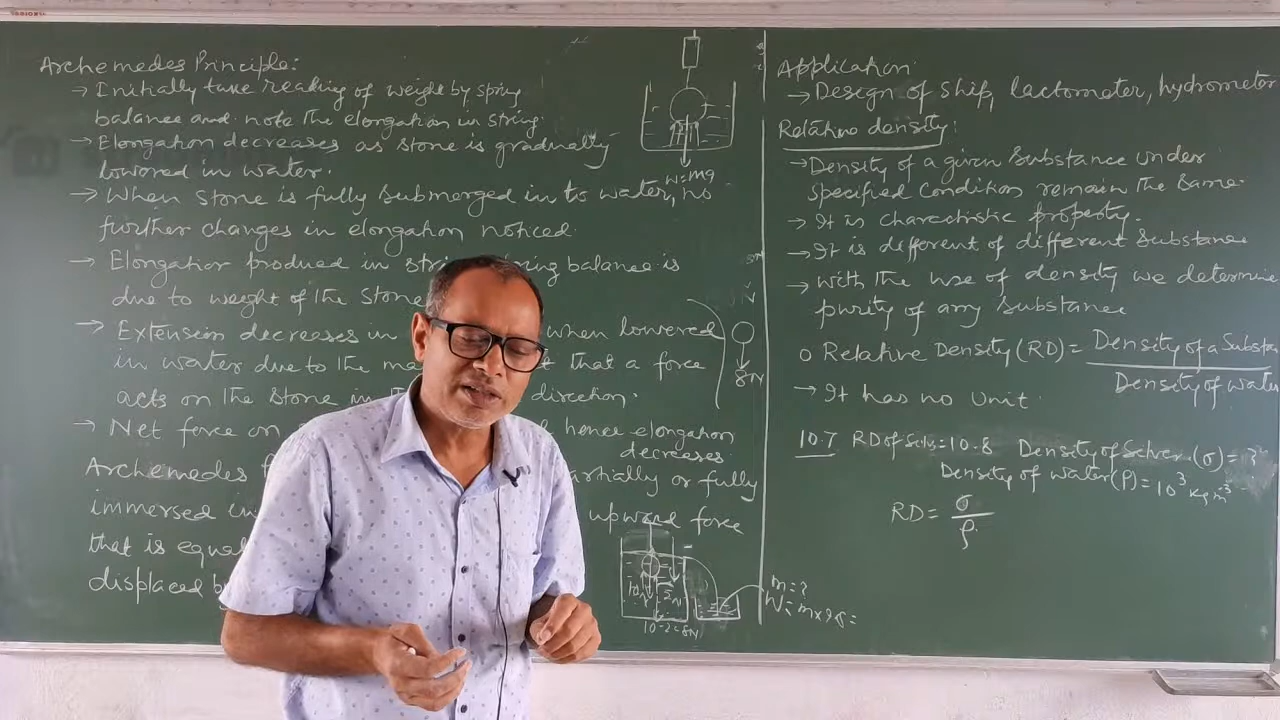 Archemedes Principle:
→ Initially take reading of weight by spring
balance and note the elongation in string.
→ Elongation decreases as stone is gradually
lowered in water.
→ When stone is fully submerged in to water, no
further changes in elongation noticed.
→ Elongation produced in balance is
due to weight of the stone
→ Extension decreases in when lowered
in water due to the that a force
acts on the stone in direction.
→ Net force on hence elongation
decreases.
Archemedes partially or fully
immersed in upward force
that is equal
displaced by
W=mg
8N
10N
2N
10-2=8N
m=?
W=m×g=
Application:
→ Design of ship, lactometer, hydrometer
Relative density:
→ Density of a given substance under
specified condition remain the same.
→ It is charectristic property.
→ It is different of different substance
→ with the use of density we determine
purity of any substance
o Relative Density (RD) = Density of a Substan
Density of water
→ It has no unit.
10.7 RD of Silv=10.8 Density of Silver (σ) = ?
Density of water (ρ) = 10³ kg m⁻³
RD = σ
ρ